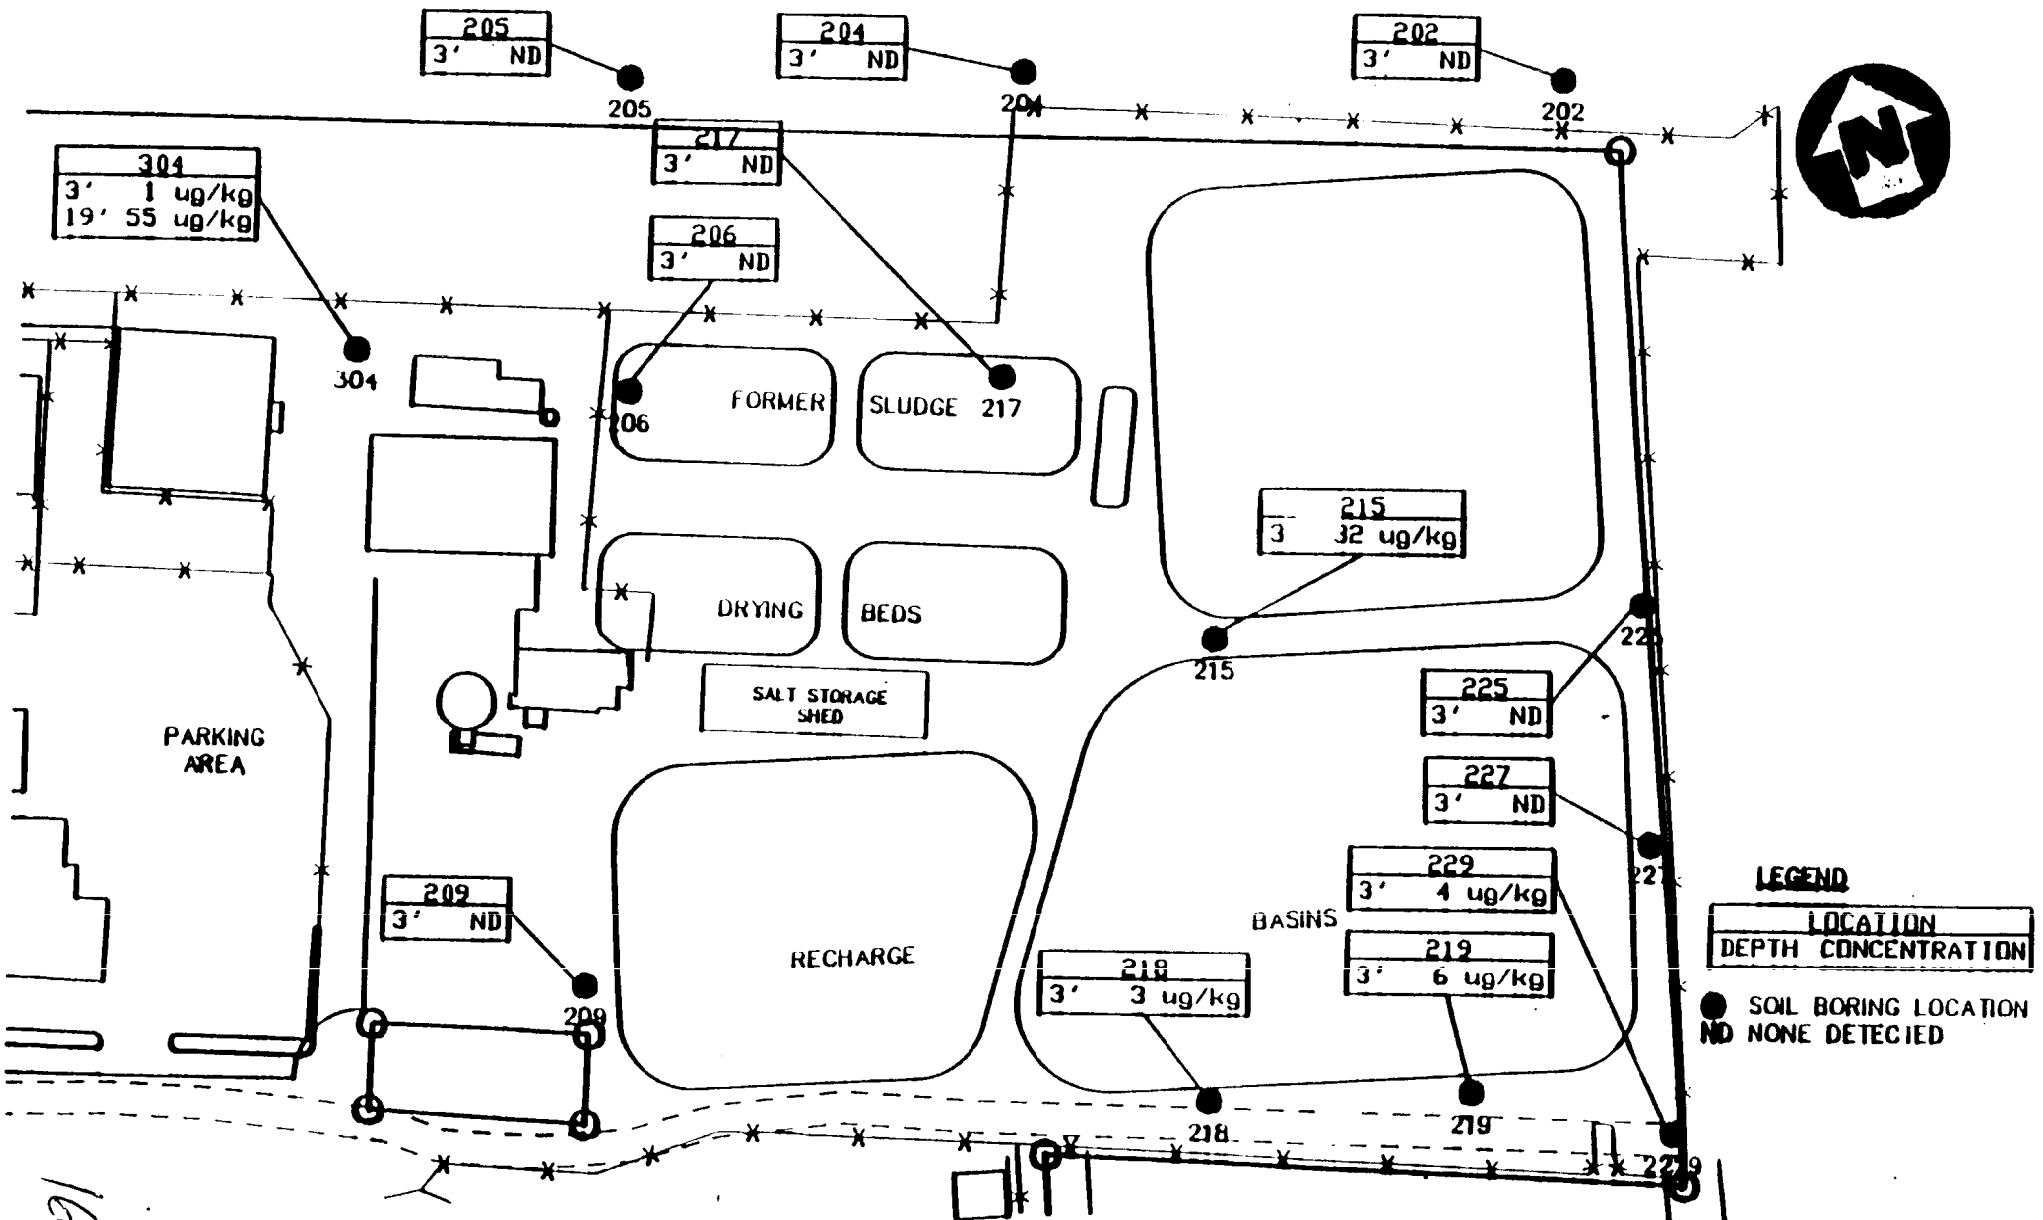 205
3' ND
204
3' ND
202
3' ND
205
204
202
N
217
3' ND
304
3' 1 ug/kg
19' 55 ug/kg
206
3' ND
304
206
FORMER SLUDGE 217
215
3 32 ug/kg
DRYING BEDS
215
225
3' ND
SALT STORAGE
SHED
PARKING
AREA
227
3' ND
227
229
3' 4 ug/kg
LEGEND
LOCATION
DEPTH CONCENTRATION
SOIL BORING LOCATION
ND NONE DETECIED
209
3' ND
209
RECHARGE
BASINS
218
3' 3 ug/kg
219
3' 6 ug/kg
218
219
229